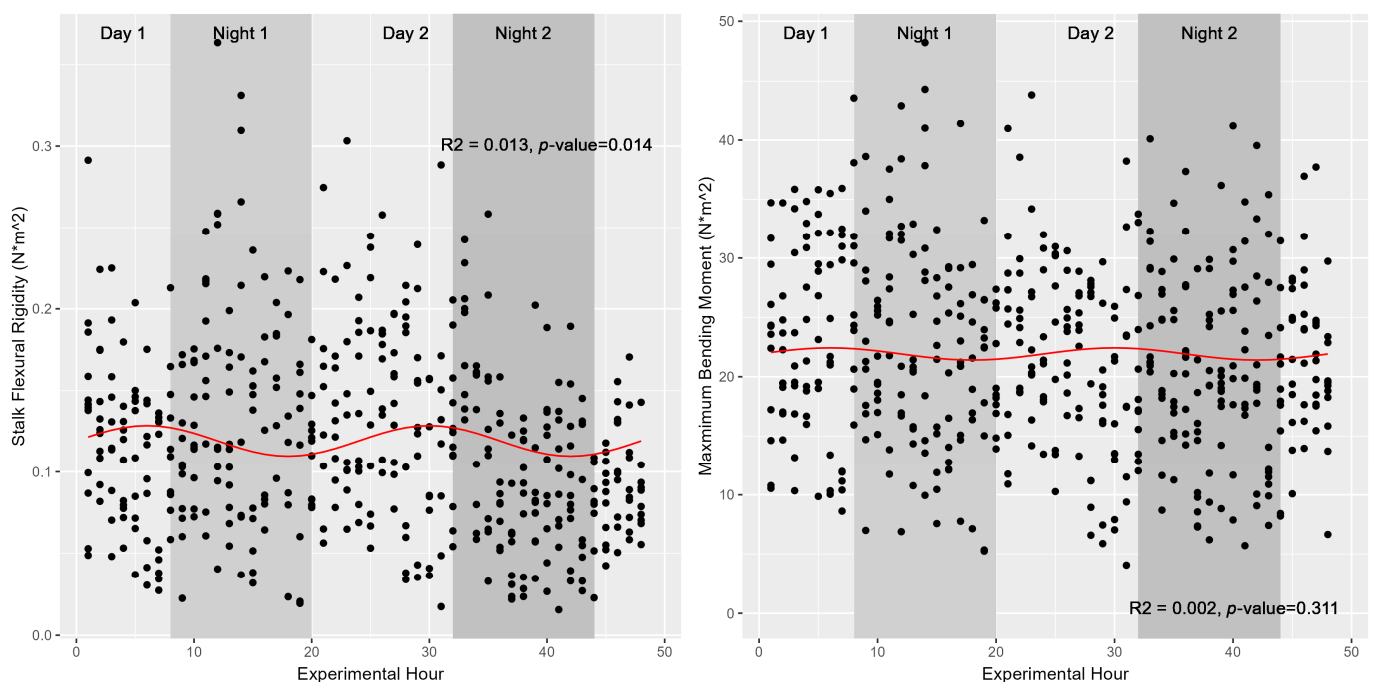 Day 1 Night 1 Day 2 Night 2
R2 = 0.013, p-value=0.014
0.3
0.2
0.1
0.0
Stalk Flexural Rigidity (N*m^2)
0 10 20 30 40 50
Experimental Hour
Day 1 Night 1 Day 2 Night 2
50
40
30
20
10
0
Maxmimum Bending Moment (N*m^2)
R2 = 0.002, p-value=0.311
0 10 20 30 40 50
Experimental Hour